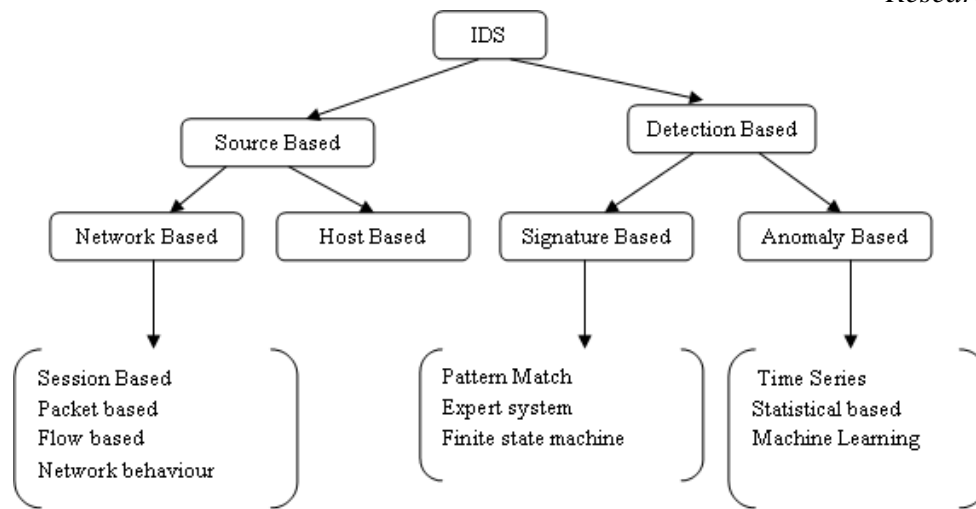 IDS
Source Based
Detection Based
Network Based
Host Based
Signature Based
Anomaly Based
Session Based
Packet based
Flow based
Network behaviour
Pattern Match
Expert system
Finite state machine
Time Series
Statistical based
Machine Learning